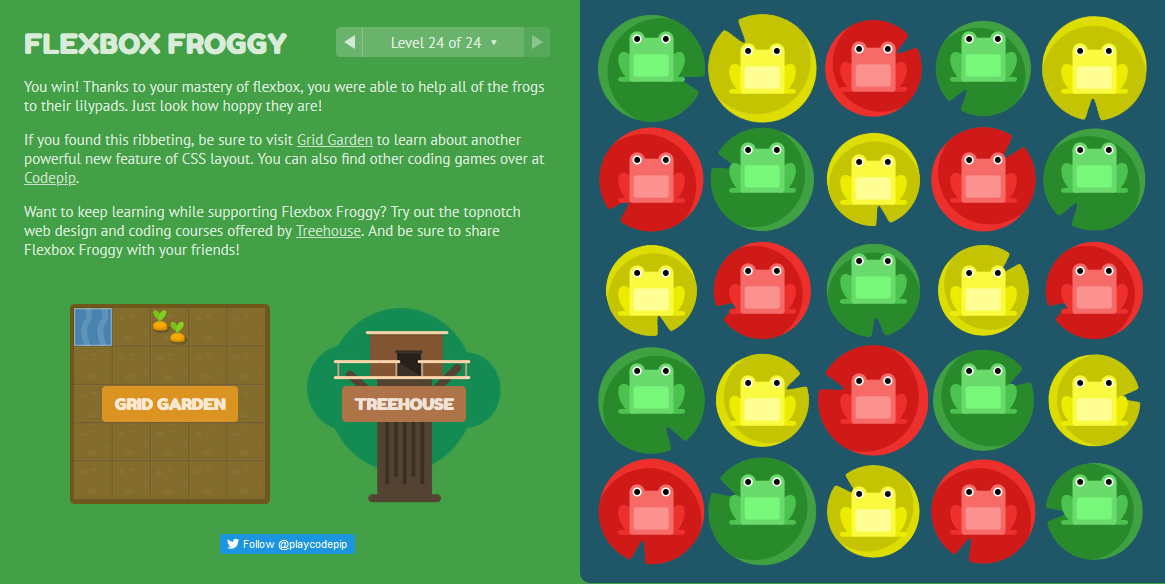 FLEXBOX FROGGY
Level 24 of 24
You win! Thanks to your mastery of flexbox, you were able to help all of the frogs
to their lilypads. Just look how hoppy they are!
If you found this ribbeting, be sure to visit Grid Garden to learn about another
powerful new feature of CSS layout. You can also find other coding games over at
Codepip.
Want to keep learning while supporting Flexbox Froggy? Try out the topnotch
web design and coding courses offered by Treehouse. And be sure to share
Flexbox Froggy with your friends!
GRID GARDEN
TREEHOUSE
Follow @playcodepip